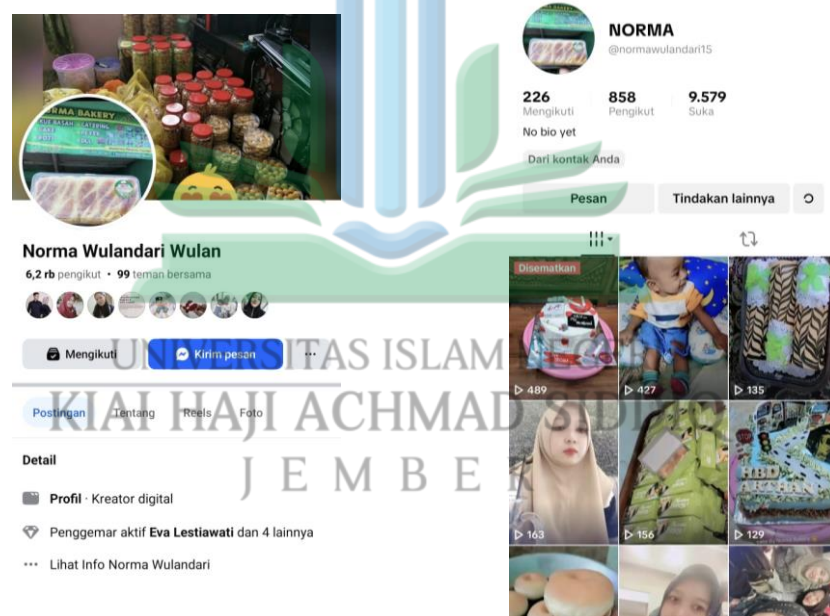 NORMA BAKERY
Norma Wulandari Wulan
6,2 rb pengikut • 99 teman bersama
Mengikuti
Kirim pesan
Postingan
Tentang
Reels
Foto
Detail
Profil · Kreator digital
Penggemar aktif Eva Lestiawati dan 4 lainnya
Lihat Info Norma Wulandari
NORMA
@normawulandari15
226 858 9.579
Mengikuti Pengikut Suka
No bio yet
Dari kontak Anda
Pesan
Tindakan lainnya
Disematkan
489
427
135
HBD
163
156
129
UNIVERSITAS ISLAM NEGERI
KIAI HAJI ACHMAD SIDDIQ
JEMBER